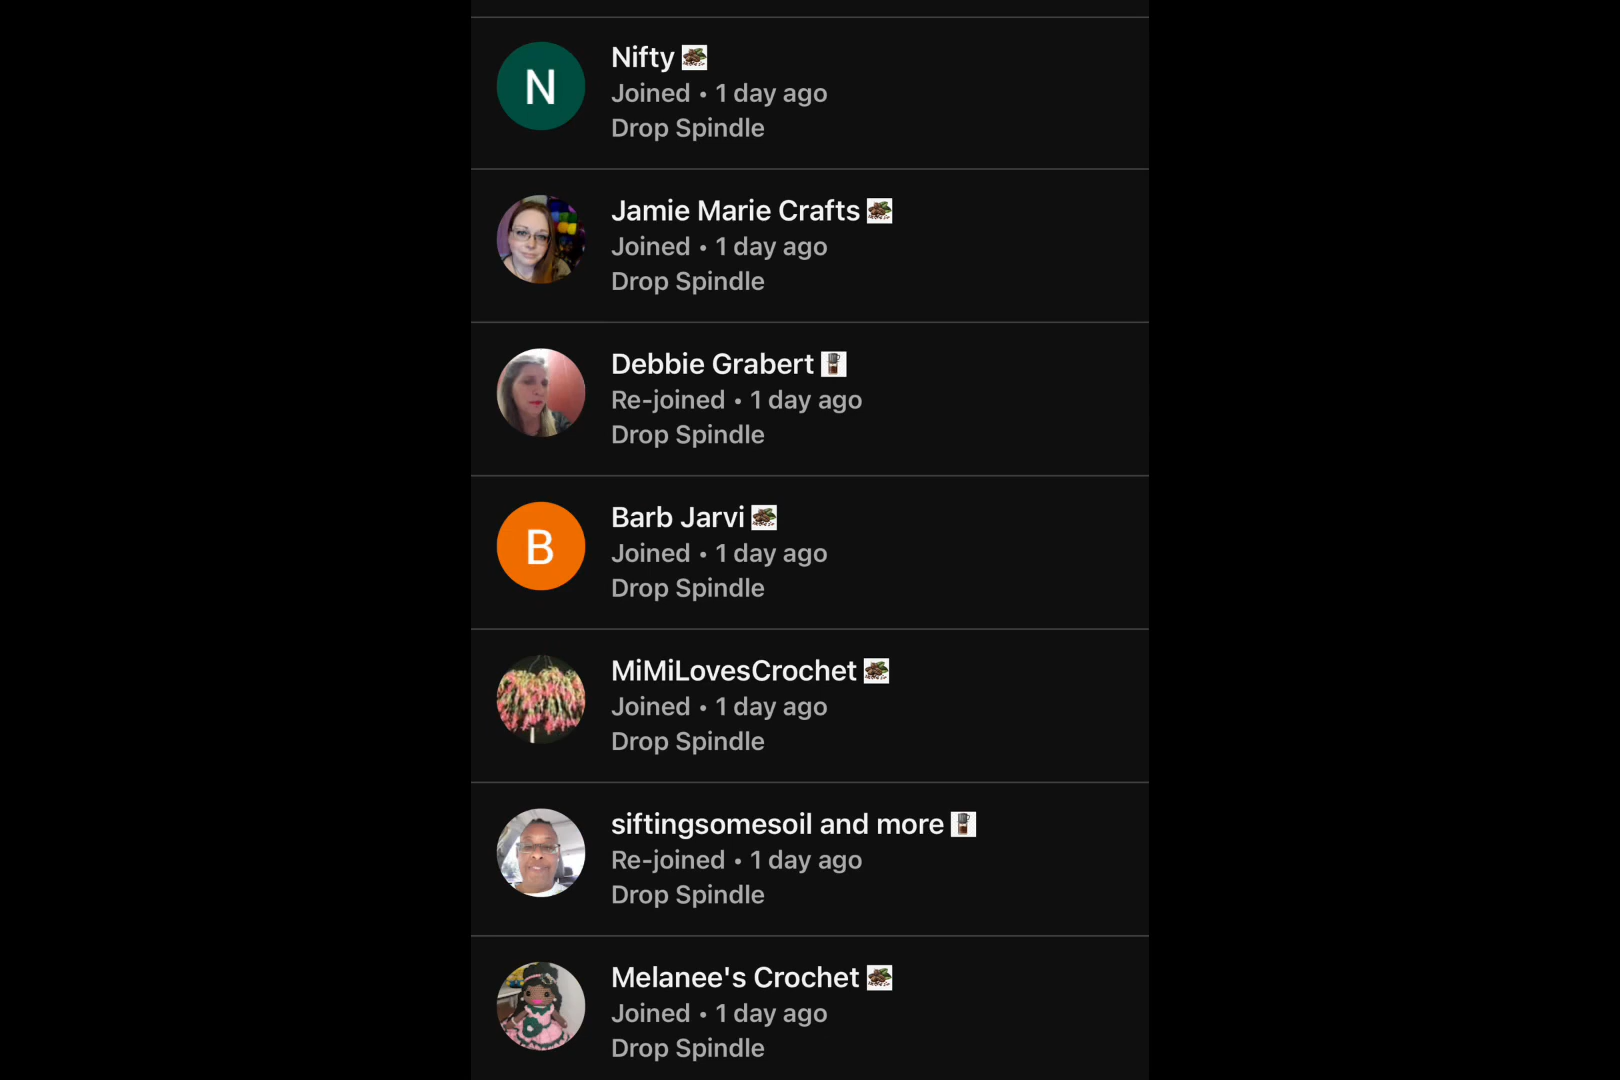 N
Nifty
Joined • 1 day ago
Drop Spindle
Jamie Marie Crafts
Joined • 1 day ago
Drop Spindle
Debbie Grabert
Re-joined • 1 day ago
Drop Spindle
B
Barb Jarvi
Joined • 1 day ago
Drop Spindle
MiMiLovesCrochet
Joined • 1 day ago
Drop Spindle
siftingsomesoil and more
Re-joined • 1 day ago
Drop Spindle
Melanee's Crochet
Joined • 1 day ago
Drop Spindle